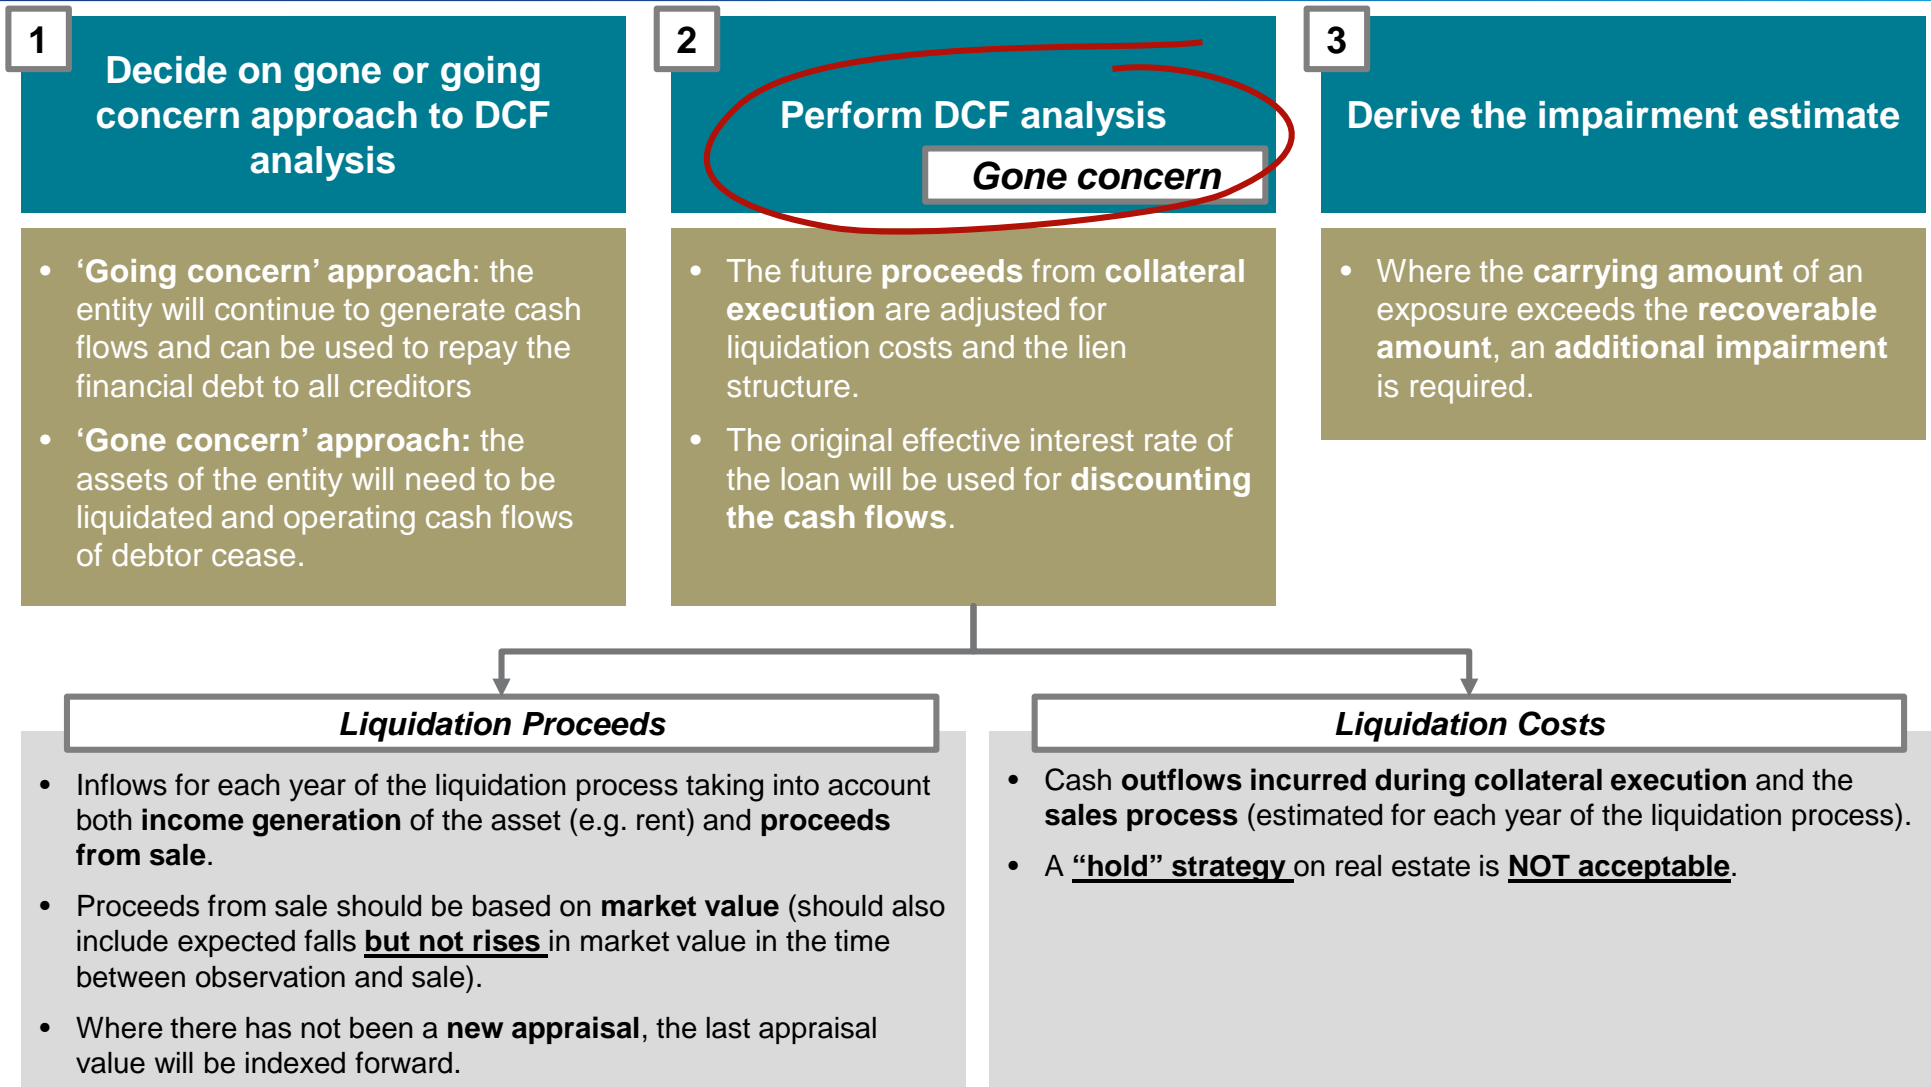 1
Decide on gone or going
concern approach to DCF
analysis
• ‘Going concern’ approach: the
entity will continue to generate cash
flows and can be used to repay the
financial debt to all creditors
• ‘Gone concern’ approach: the
assets of the entity will need to be
liquidated and operating cash flows
of debtor cease.
2
Perform DCF analysis
Gone concern
• The future proceeds from collateral
execution are adjusted for
liquidation costs and the lien
structure.
• The original effective interest rate of
the loan will be used for discounting
the cash flows.
3
Derive the impairment estimate
• Where the carrying amount of an
exposure exceeds the recoverable
amount, an additional impairment
is required.
Liquidation Proceeds
• Inflows for each year of the liquidation process taking into account
both income generation of the asset (e.g. rent) and proceeds
from sale.
• Proceeds from sale should be based on market value (should also
include expected falls but not rises in market value in the time
between observation and sale).
• Where there has not been a new appraisal, the last appraisal
value will be indexed forward.
Liquidation Costs
• Cash outflows incurred during collateral execution and the
sales process (estimated for each year of the liquidation process).
• A “hold” strategy on real estate is NOT acceptable.